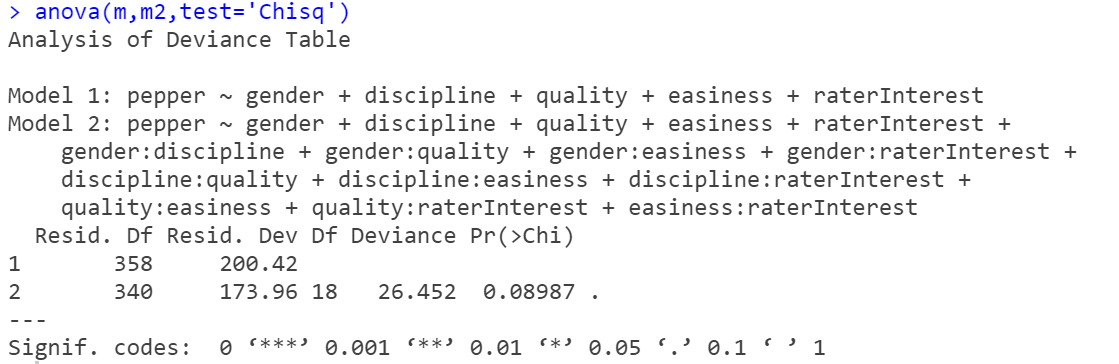 > anova(m,m2,test='Chisq')
Analysis of Deviance Table

Model 1: pepper ~ gender + discipline + quality + easiness + raterInterest
Model 2: pepper ~ gender + discipline + quality + easiness + raterInterest +
    gender:discipline + gender:quality + gender:easiness + gender:raterInterest +
    discipline:quality + discipline:easiness + discipline:raterInterest +
    quality:easiness + quality:raterInterest + easiness:raterInterest
  Resid. Df Resid. Dev Df Deviance Pr(>Chi)
1       358     200.42
2       340     173.96 18   26.452  0.08987 .
---
Signif. codes:  0 ‘***’ 0.001 ‘**’ 0.01 ‘*’ 0.05 ‘.’ 0.1 ‘ ’ 1